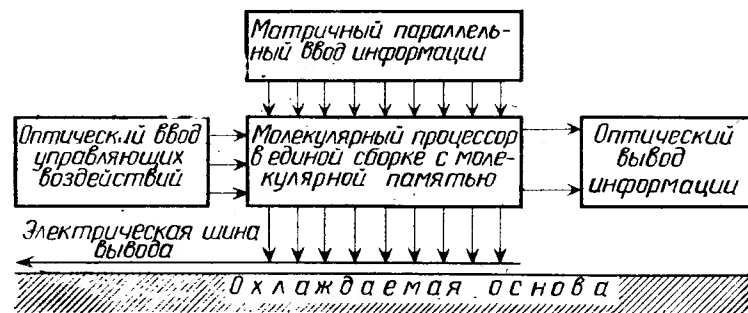 Матричный параллель-
ный ввод информации
Оптический ввод
управляющих
воздействий
Молекулярный процессор
в единой сборке с моле-
кулярной памятью
Оптический
вывод
информации
Электрическая шина
вывода
Охлаждаемая основа